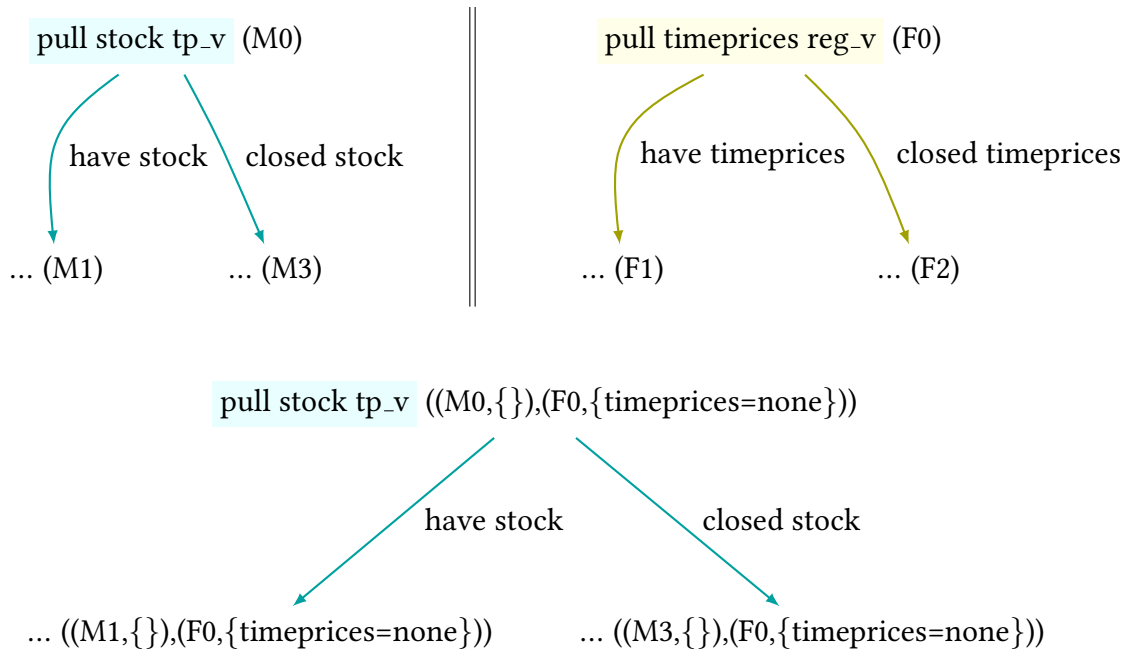 pull stock tp_v (M0)
have stock
closed stock
... (M1)
... (M3)
pull timeprices reg_v (F0)
have timeprices
closed timeprices
... (F1)
... (F2)
pull stock tp_v ((M0,{}),(F0,{timeprices=none}))
have stock
closed stock
... ((M1,{}),(F0,{timeprices=none}))
... ((M3,{}),(F0,{timeprices=none}))